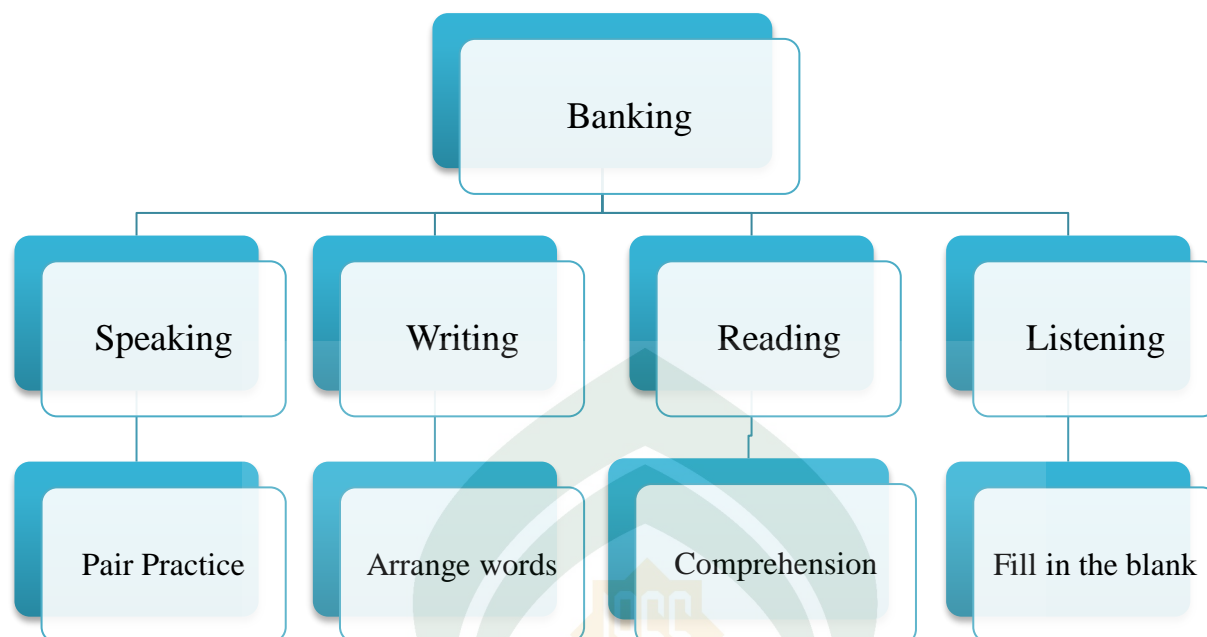 Banking
Speaking
Writing
Reading
Listening
Pair Practice
Arrange words
Comprehension
Fill in the blank